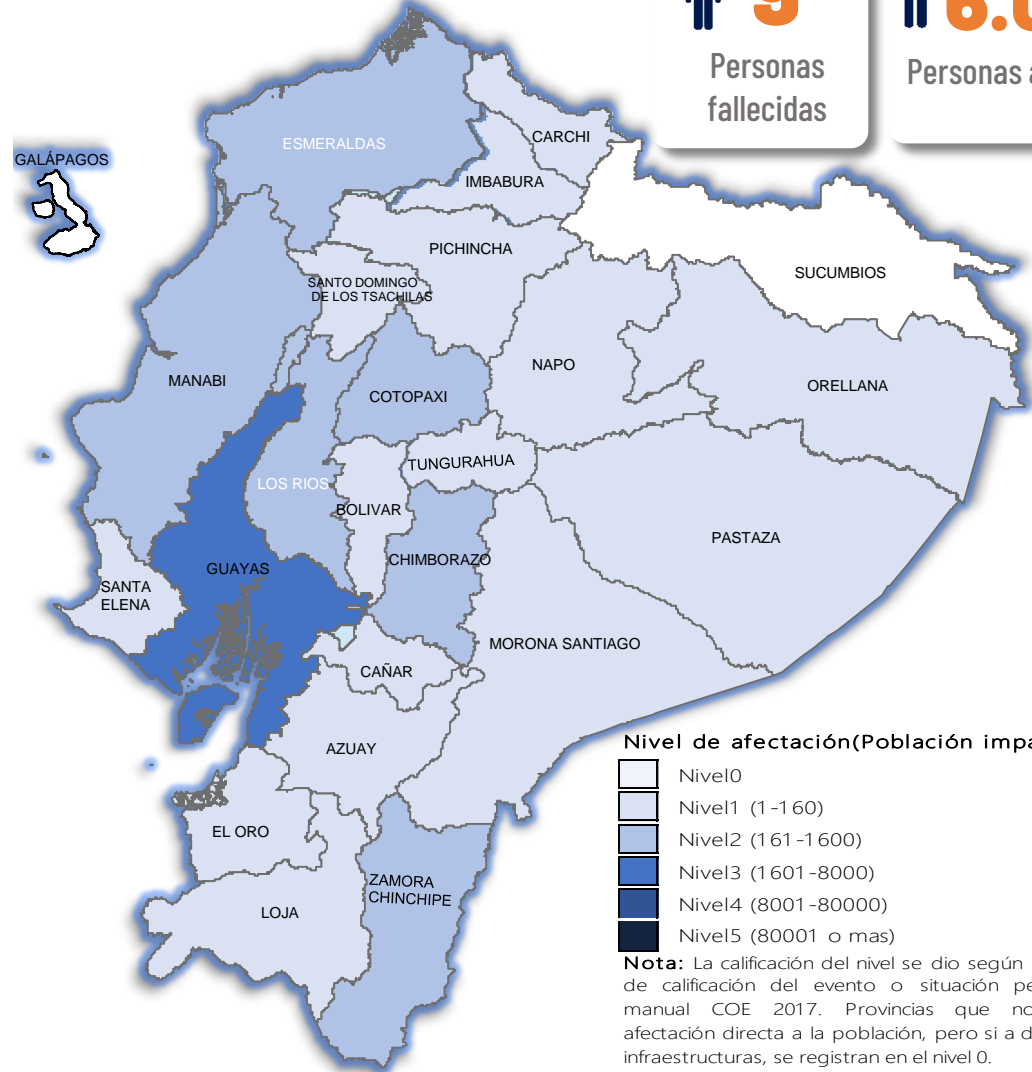 9
6.0
Personas
fallecidas
Personas a
ESMERALDAS
CARCHI
GALÁPAGOS
IMBABURA
PICHINCHA
SUCUMBIOS
SANTO DOMINGO
DE LOS TSACHILAS
NAPO
MANABI
ORELLANA
COTOPAXI
TUNGURAHUA
LOS RIOS
BOLIVAR
PASTAZA
CHIMBORAZO
GUAYAS
SANTA
ELENA
MORONA SANTIAGO
CAÑAR
AZUAY
EL ORO
ZAMORA
CHINCHIPE
LOJA
Nivel de afectación(Población impa
Nivel0
Nivel1 (1-160)
Nivel2 (161-1600)
Nivel3 (1601-8000)
Nivel4 (8001-80000)
Nivel5 (80001 o mas)
Nota: La calificación del nivel se dio según
de calificación del evento o situación pe
manual COE 2017. Provincias que no
afectación directa a la población, pero si a d
infraestructuras, se registran en el nivel 0.